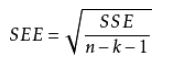 SEE = √(SSE / (n − k − 1))